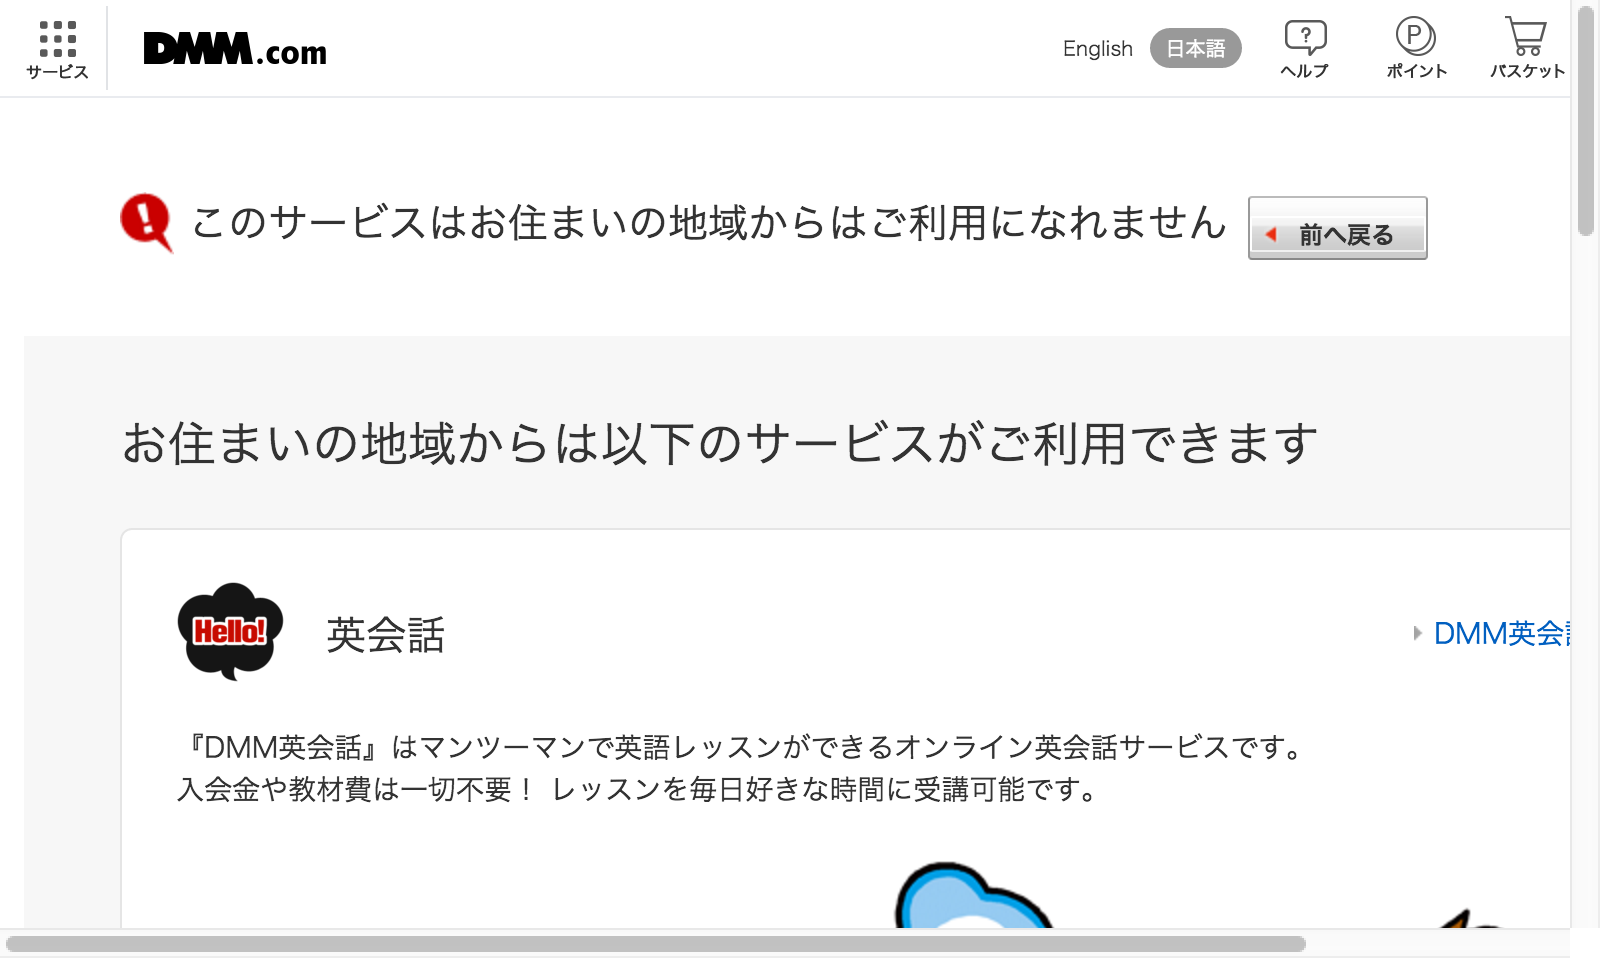 サービス
DMM.com
English
日本語
ヘルプ
ポイント
バスケット
このサービスはお住まいの地域からはご利用になれません
前へ戻る
お住まいの地域からは以下のサービスがご利用できます
Hello!
英会話
DMM英会
『DMM英会話』はマンツーマンで英語レッスンができるオンライン英会話サービスです。
入会金や教材費は一切不要！ レッスンを毎日好きな時間に受講可能です。